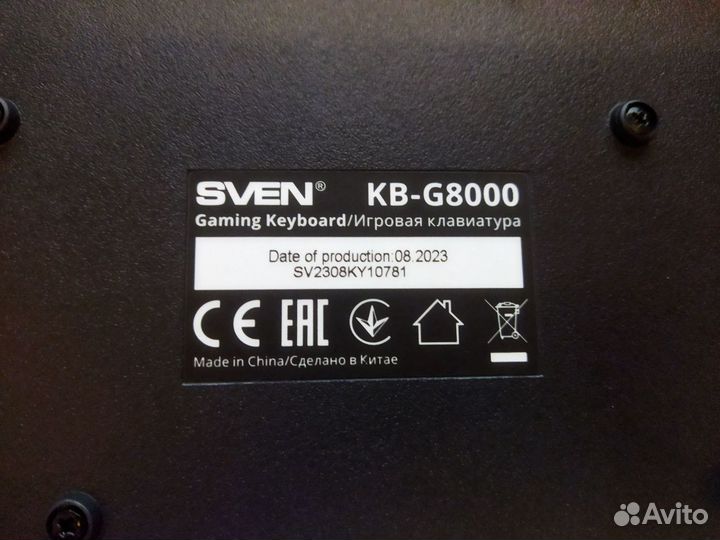 SVEN® KB-G8000
Gaming Keyboard/Игровая клавиатура
Date of production:08.2023
SV2308KY10781
CE EAC
Made in China/Сделано в Китае
Avito